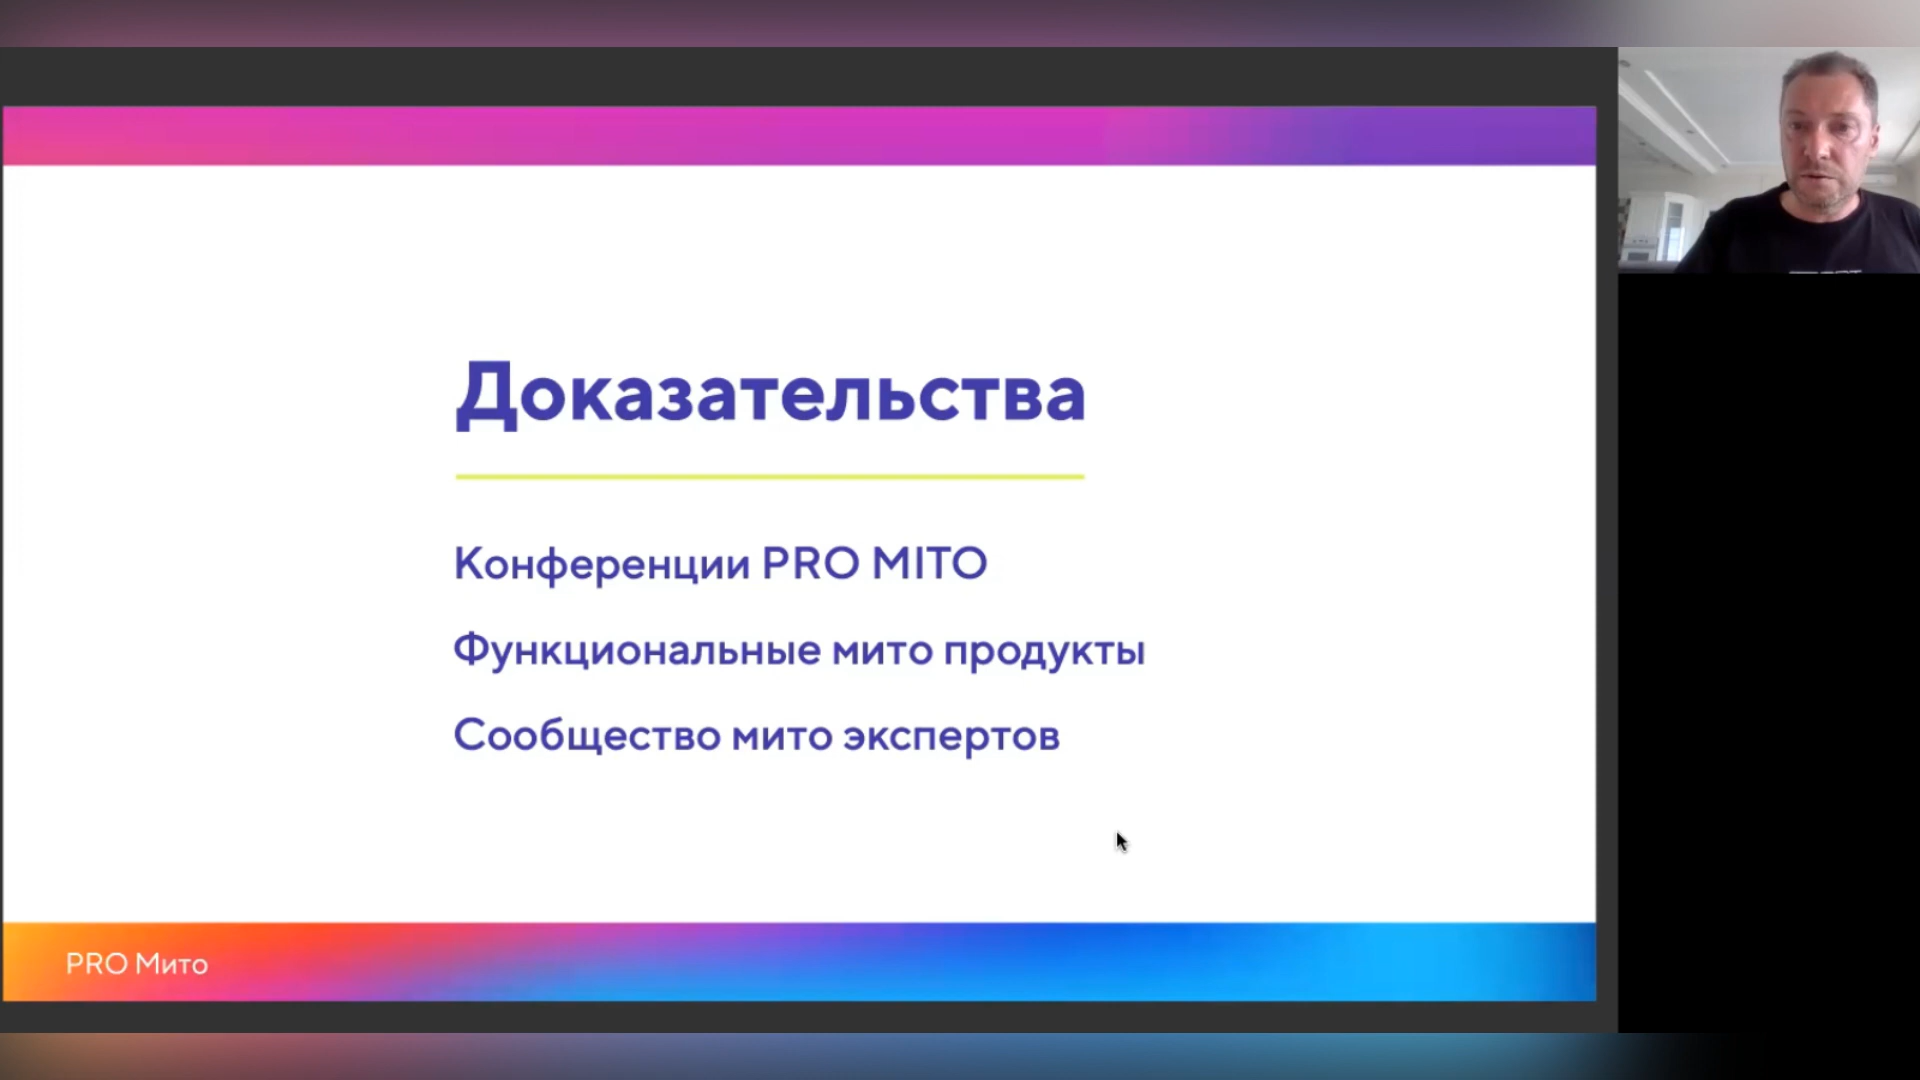 Доказательства
Конференции PRO MITO
Функциональные мито продукты
Сообщество мито экспертов
PRO Мито